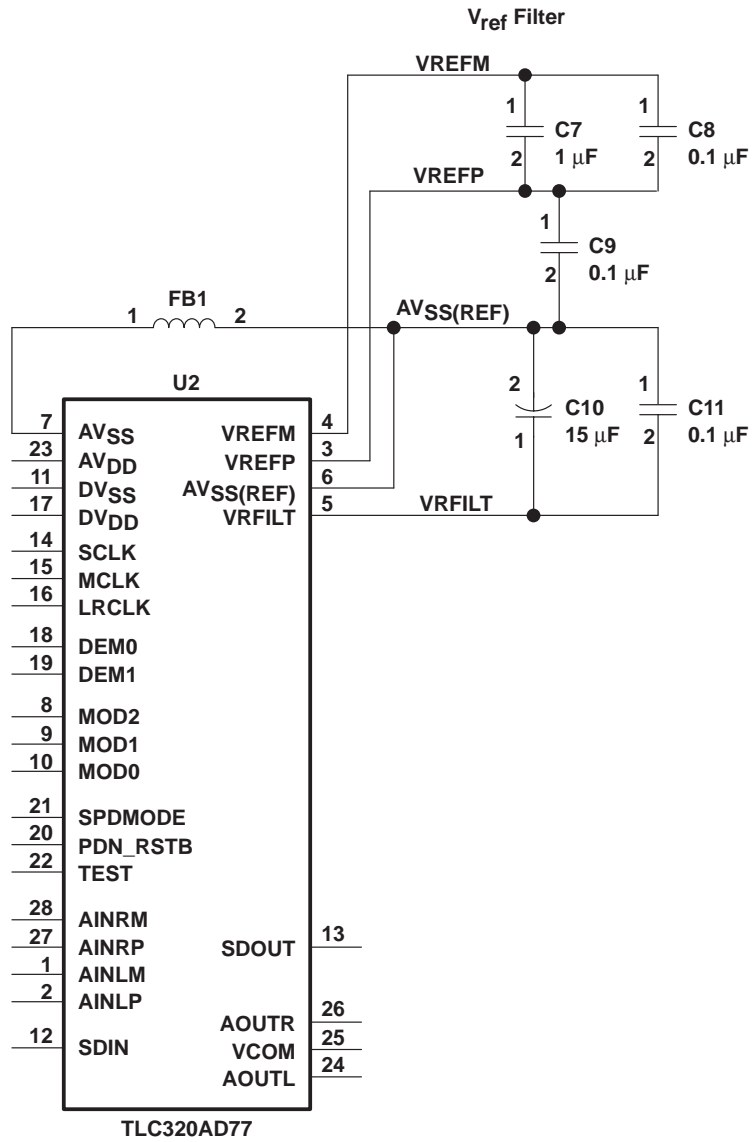 Vref Filter
VREFM
1
C7
1 μF
2
1
C8
0.1 μF
2
VREFP
1
C9
0.1 μF
2
FB1
1
2
AVSS(REF)
U2
2
C10
15 μF
1
1
C11
0.1 μF
2
VRFILT
7 AVSS
23 AVDD
11 DVSS
17 DVDD
14 SCLK
15 MCLK
16 LRCLK
18 DEM0
19 DEM1
8 MOD2
9 MOD1
10 MOD0
21 SPDMODE
20 PDN_RSTB
22 TEST
28 AINRM
27 AINRP
1 AINLM
2 AINLP
12 SDIN
VREFM 4
VREFP 3
AVSS(REF) 6
VRFILT 5
SDOUT 13
AOUTR 26
VCOM 25
AOUTL 24
TLC320AD77